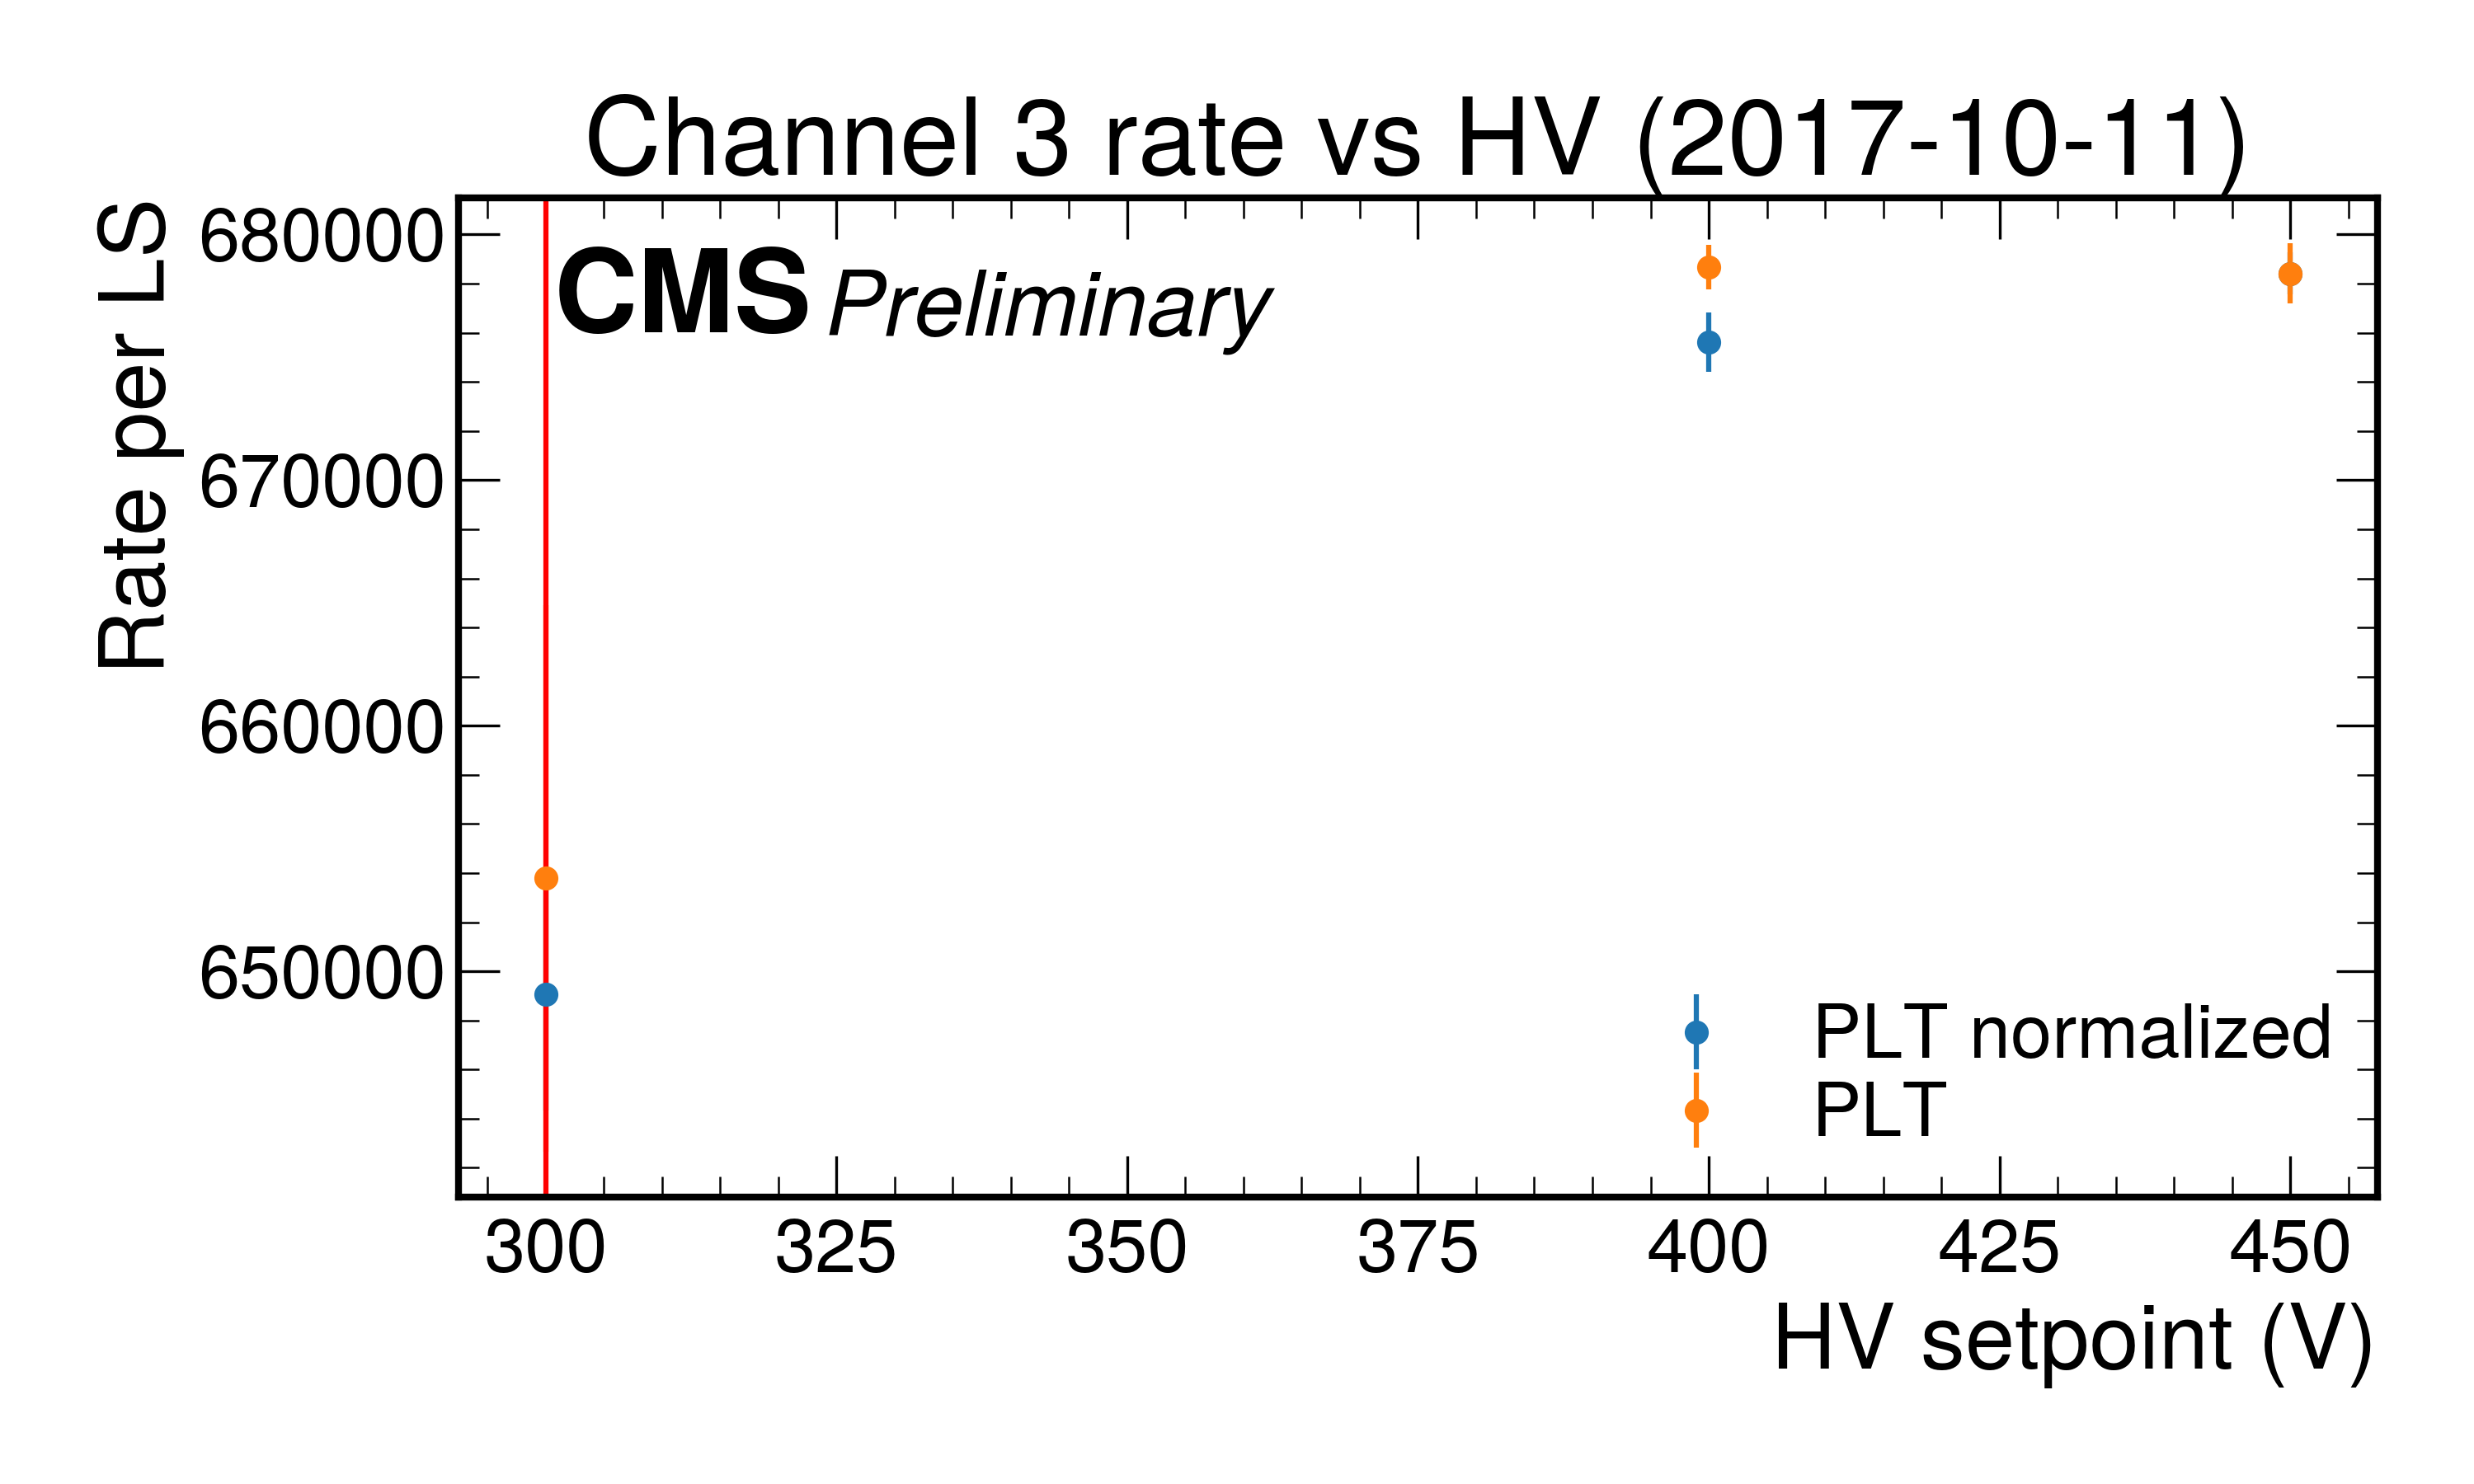 Channel 3 rate vs HV (2017-10-11)
CMS Preliminary
Rate per LS
680000
670000
660000
650000
PLT normalized
PLT
300 325 350 375 400 425 450
HV setpoint (V)